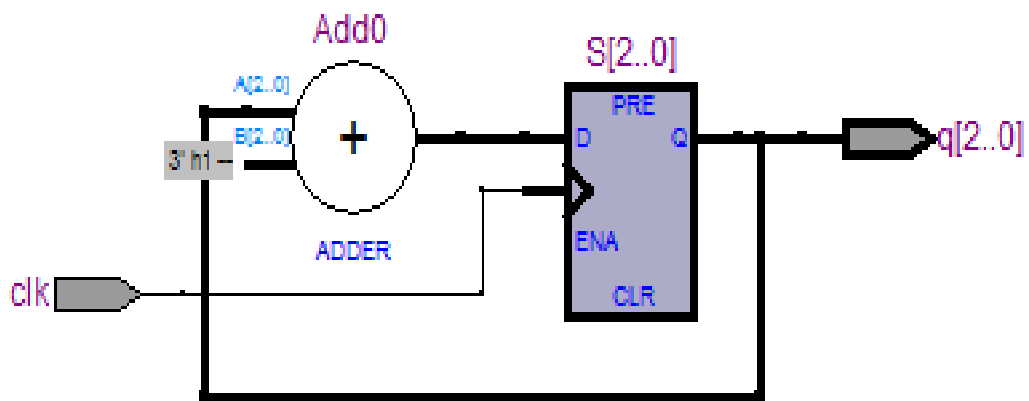 Add0
S[2..0]
A[2..0]
PRE
B[2..0]
+
D
Q
q[2..0]
3' h1 --
ENA
ADDER
clk
CLR